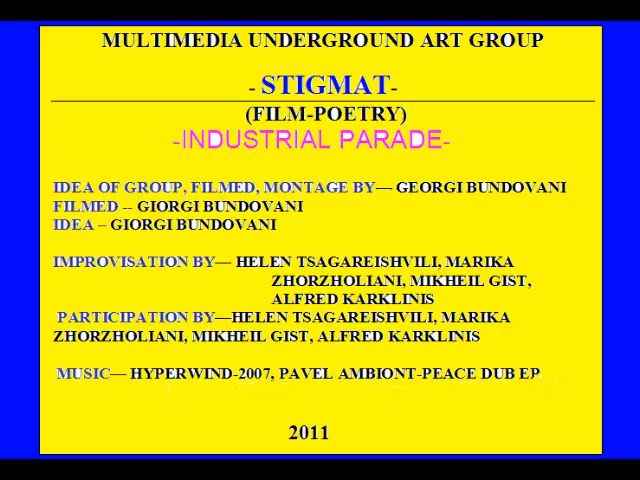 MULTIMEDIA UNDERGROUND ART GROUP
- STIGMAT-
(FILM-POETRY)
-INDUSTRIAL PARADE-
IDEA OF GROUP, FILMED, MONTAGE BY— GEORGI BUNDOVANI
FILMED -- GIORGI BUNDOVANI
IDEA – GIORGI BUNDOVANI
IMPROVISATION BY— HELEN TSAGAREISHVILI, MARIKA
ZHORZHOLIANI, MIKHEIL GIST,
ALFRED KARKLINIS
PARTICIPATION BY—HELEN TSAGAREISHVILI, MARIKA
ZHORZHOLIANI, MIKHEIL GIST, ALFRED KARKLINIS
MUSIC— HYPERWIND-2007, PAVEL AMBIONT-PEACE DUB EP
2011